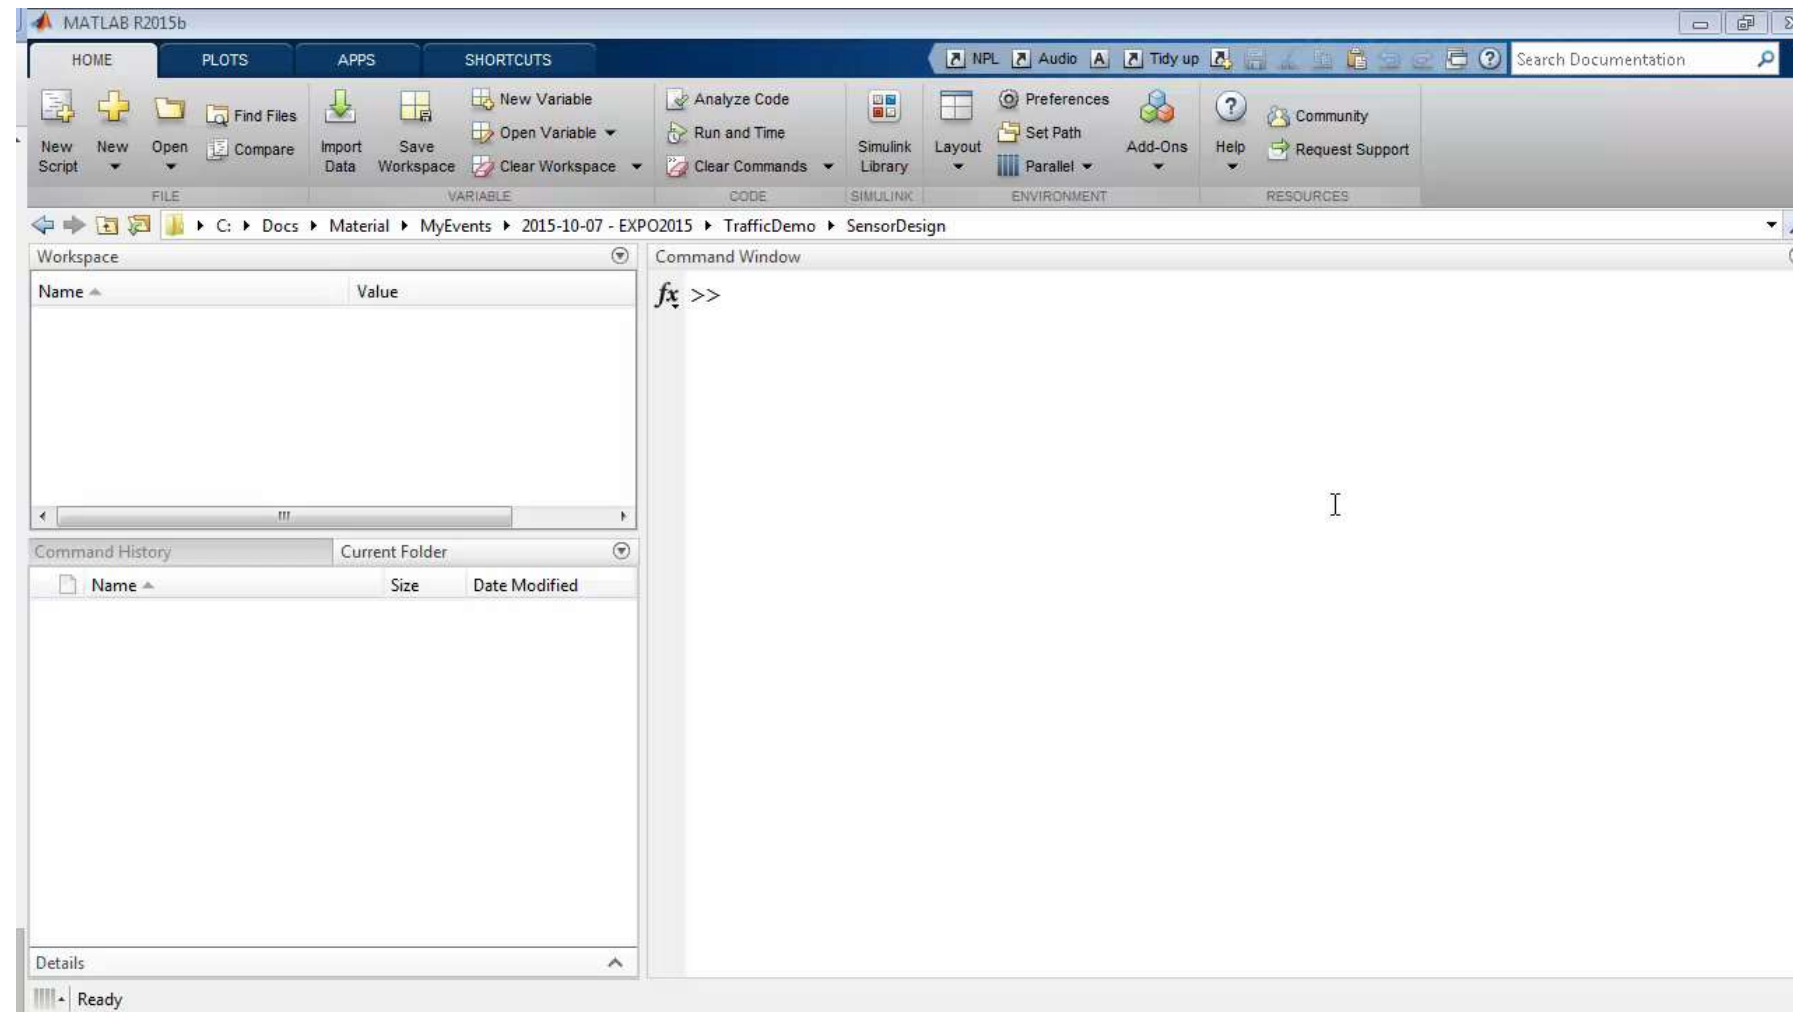 MATLAB R2015b
HOME PLOTS APPS SHORTCUTS NPL Audio A Tidy up Search Documentation
New Script New Open Find Files Compare Import Data Save Workspace New Variable Open Variable Clear Workspace Analyze Code Run and Time Clear Commands Simulink Library Layout Preferences Set Path Parallel Add-Ons Help Community Request Support
FILE VARIABLE CODE SIMULINK ENVIRONMENT RESOURCES
C: Docs Material MyEvents 2015-10-07 - EXPO2015 TrafficDemo SensorDesign
Workspace
Name Value
Command Window
fx >>
Command History Current Folder
Name Size Date Modified
Details
Ready